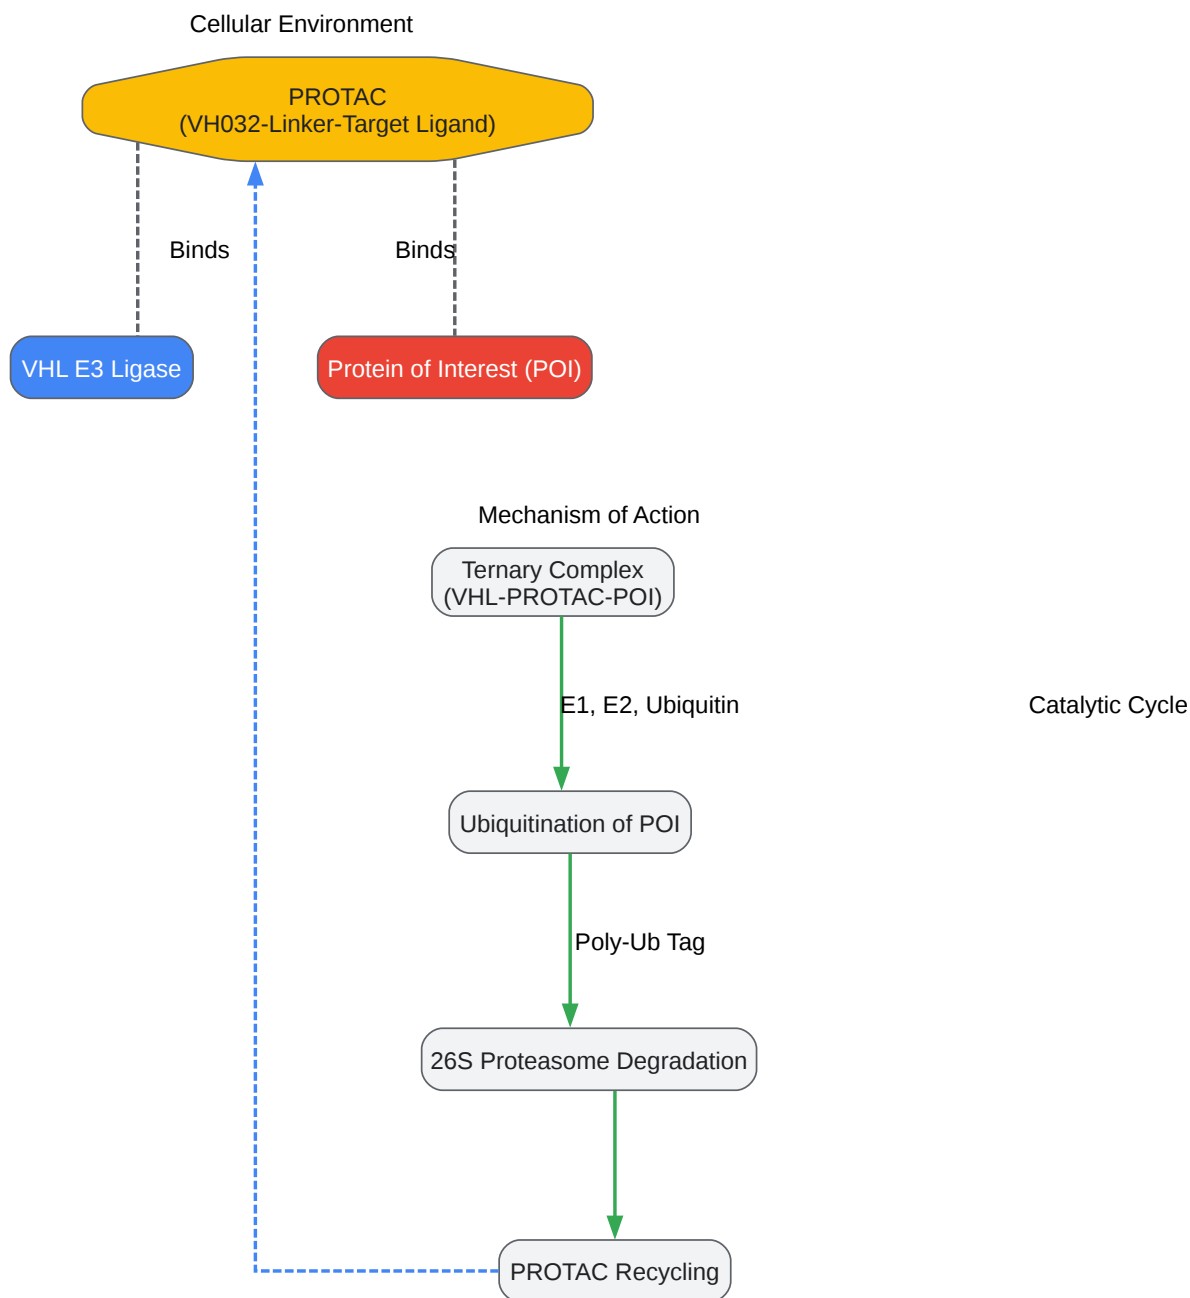 Cellular Environment
PROTAC
(VH032-Linker-Target Ligand)
Binds
Binds
VHL E3 Ligase
Protein of Interest (POI)
Mechanism of Action
Ternary Complex
(VHL-PROTAC-POI)
E1, E2, Ubiquitin
Catalytic Cycle
Ubiquitination of POI
Poly-Ub Tag
26S Proteasome Degradation
PROTAC Recycling